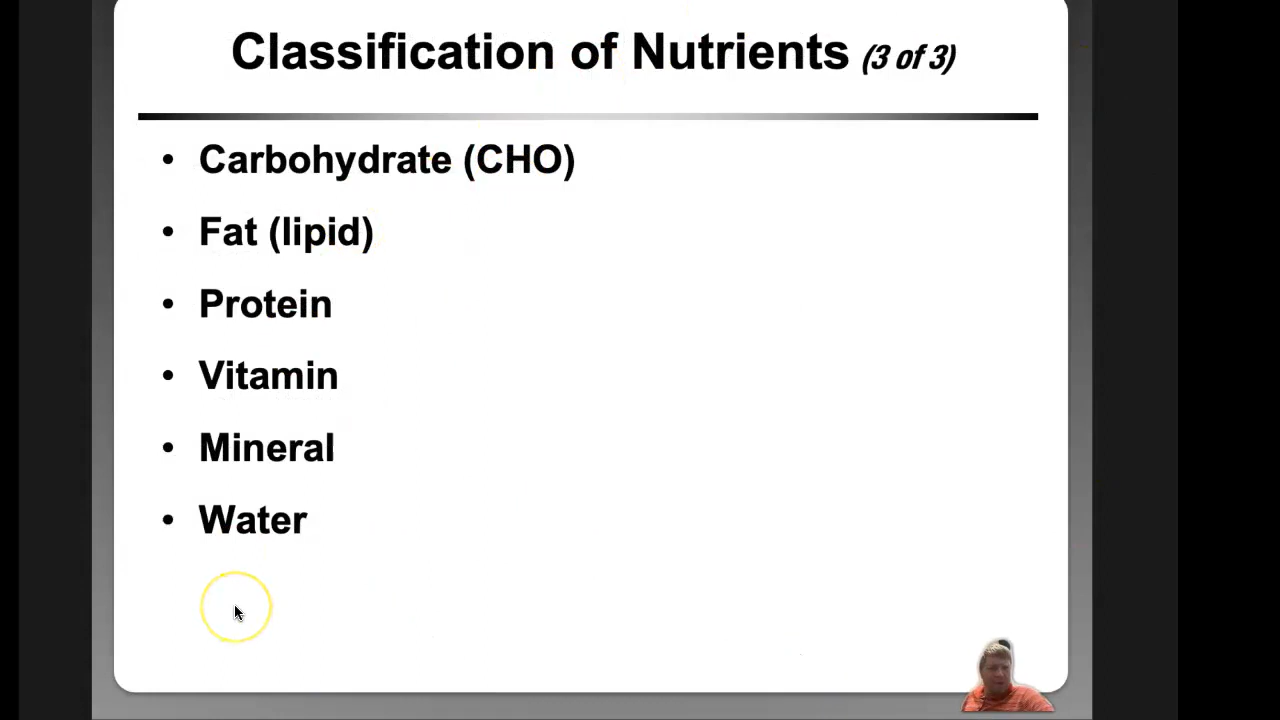 Classification of Nutrients (3 of 3)
• Carbohydrate (CHO)
• Fat (lipid)
• Protein
• Vitamin
• Mineral
• Water